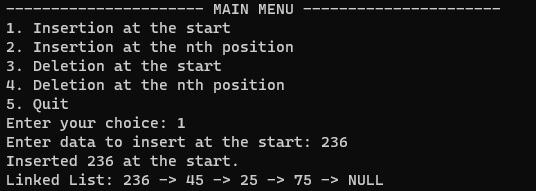 ---------------------- MAIN MENU ----------------------
1. Insertion at the start
2. Insertion at the nth position
3. Deletion at the start
4. Deletion at the nth position
5. Quit
Enter your choice: 1
Enter data to insert at the start: 236
Inserted 236 at the start.
Linked List: 236 -> 45 -> 25 -> 75 -> NULL